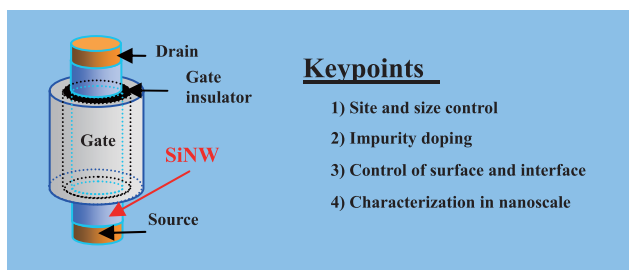 Drain
Gate
insulator
Gate
SiNW
Source
Keypoints
1) Site and size control
2) Impurity doping
3) Control of surface and interface
4) Characterization in nanoscale